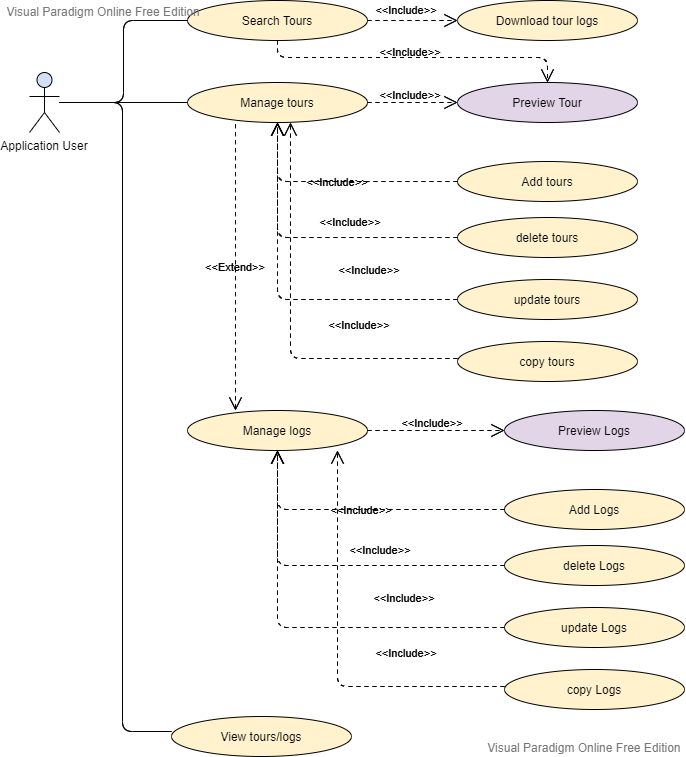 Visual Paradigm Online Free Edition
Search Tours
<<Include>>
Download tour logs
<<Include>>
Manage tours
<<Include>>
Preview Tour
Application User
<<Include>>
Add tours
<<Include>>
delete tours
<<Extend>>
<<Include>>
update tours
<<Include>>
copy tours
Manage logs
<<Include>>
Preview Logs
<<Include>>
Add Logs
<<Include>>
delete Logs
<<Include>>
update Logs
<<Include>>
copy Logs
View tours/logs
Visual Paradigm Online Free Edition